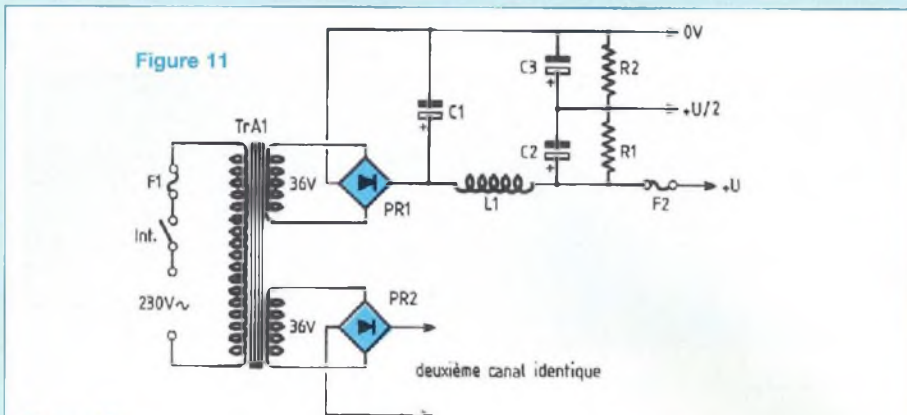 Figure 11
0V
C3
R2
C1
+
+
+U/2
TrA1
C2
R1
+
F1
36V
+U
L1
F2
PR1
Int.
PR2
230V~
36V
deuxième canal identique